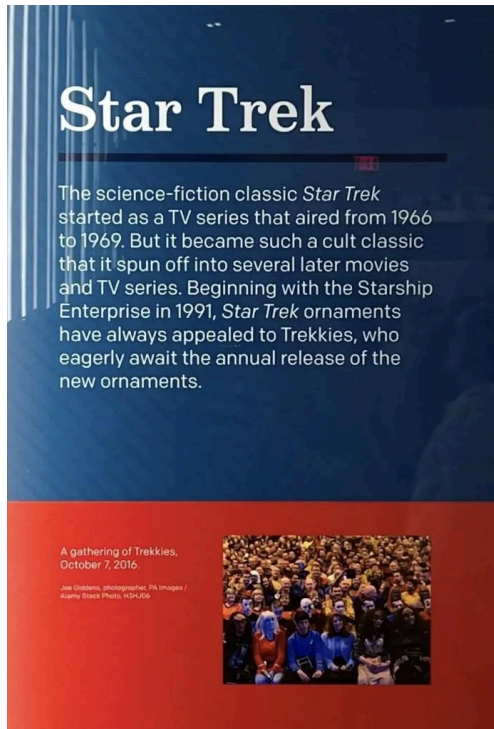 Star Trek
The science-fiction classic Star Trek
started as a TV series that aired from 1966
to 1969. But it became such a cult classic
that it spun off into several later movies
and TV series. Beginning with the Starship
Enterprise in 1991, Star Trek ornaments
have always appealed to Trekkies, who
eagerly await the annual release of the
new ornaments.
A gathering of Trekkies,
October 7, 2016.
Joe Giddens, photographer, PA Images /
Alamy Stock Photo, H3HJ06